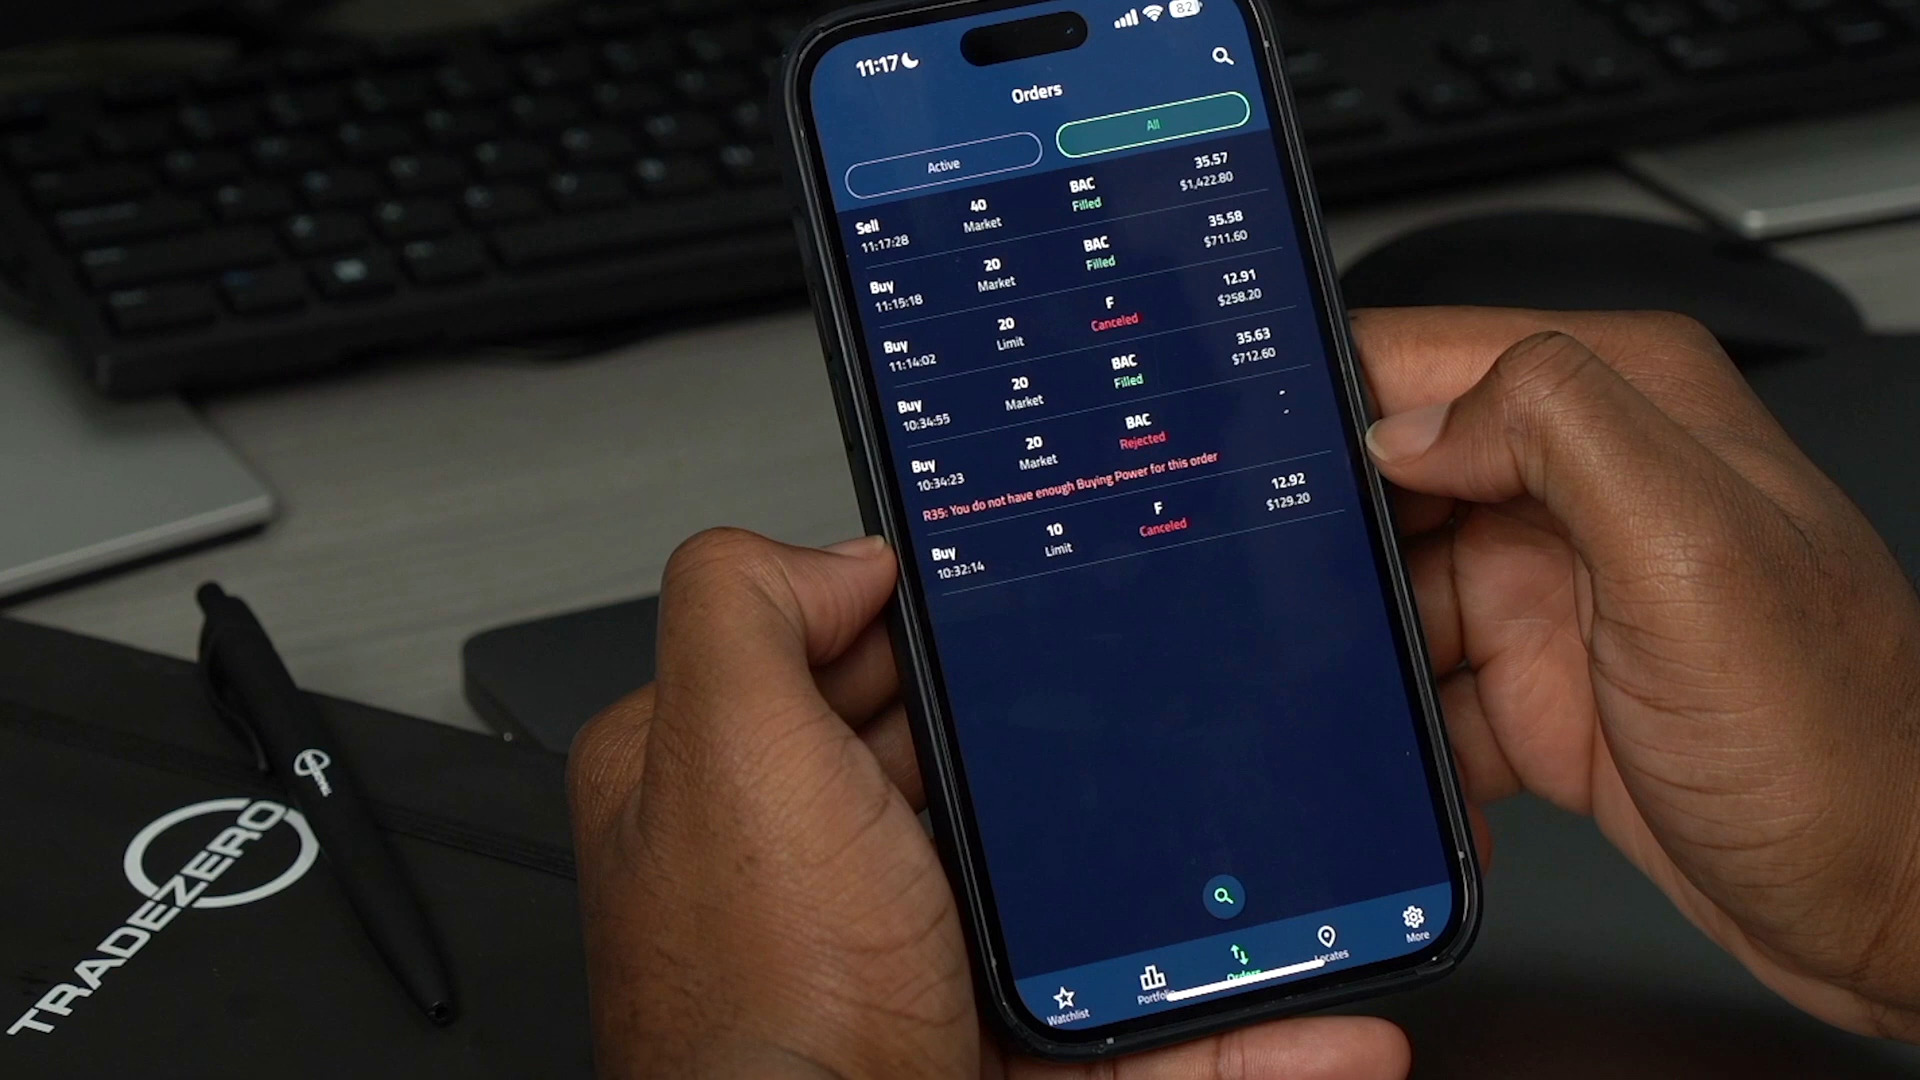 11:17
82
Orders
Active
All
Sell 40 BAC 35.57
11:17:28 Market Filled $1,422.80
Buy 20 BAC 35.58
11:15:18 Market Filled $711.60
Buy 20 F 12.91
11:14:02 Limit Canceled $258.20
Buy 20 BAC 35.63
10:34:55 Market Filled $712.60
Buy 20 BAC -
10:34:23 Market Rejected -
R35: You do not have enough Buying Power for this order
Buy 10 F 12.92
10:32:14 Limit Canceled $129.20
Watchlist
Portfolio
Orders
Locates
More
TRADEZERO